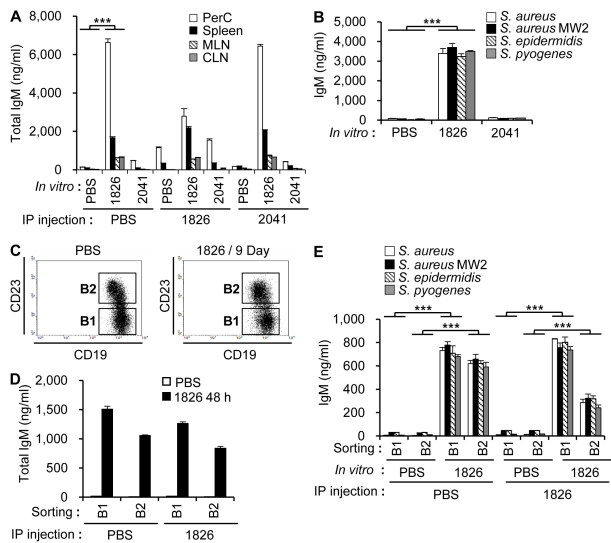 A
***
PerC
Spleen
MLN
CLN
Total IgM (ng/ml)
8,000
6,000
4,000
2,000
0
In vitro :
PBS
1826
2041
PBS
1826
2041
PBS
1826
2041
IP injection :
PBS
1826
2041
B
***
S. aureus
S. aureus MW2
S. epidermidis
S. pyogenes
IgM (ng/ml)
5,000
4,000
3,000
2,000
1,000
0
In vitro :
PBS
1826
2041
C
PBS
1826 / 9 Day
CD23
B2
B1
CD19
CD23
B2
B1
CD19
D
PBS
1826 48 h
Total IgM (ng/ml)
2,000
1,500
1,000
500
0
Sorting :
B1
B2
B1
B2
IP injection :
PBS
1826
E
S. aureus
S. aureus MW2
S. epidermidis
S. pyogenes
***
***
***
***
IgM (ng/ml)
1,000
800
600
400
200
0
Sorting :
B1
B2
B1
B2
B1
B2
B1
B2
In vitro :
PBS
1826
PBS
1826
IP injection :
PBS
1826